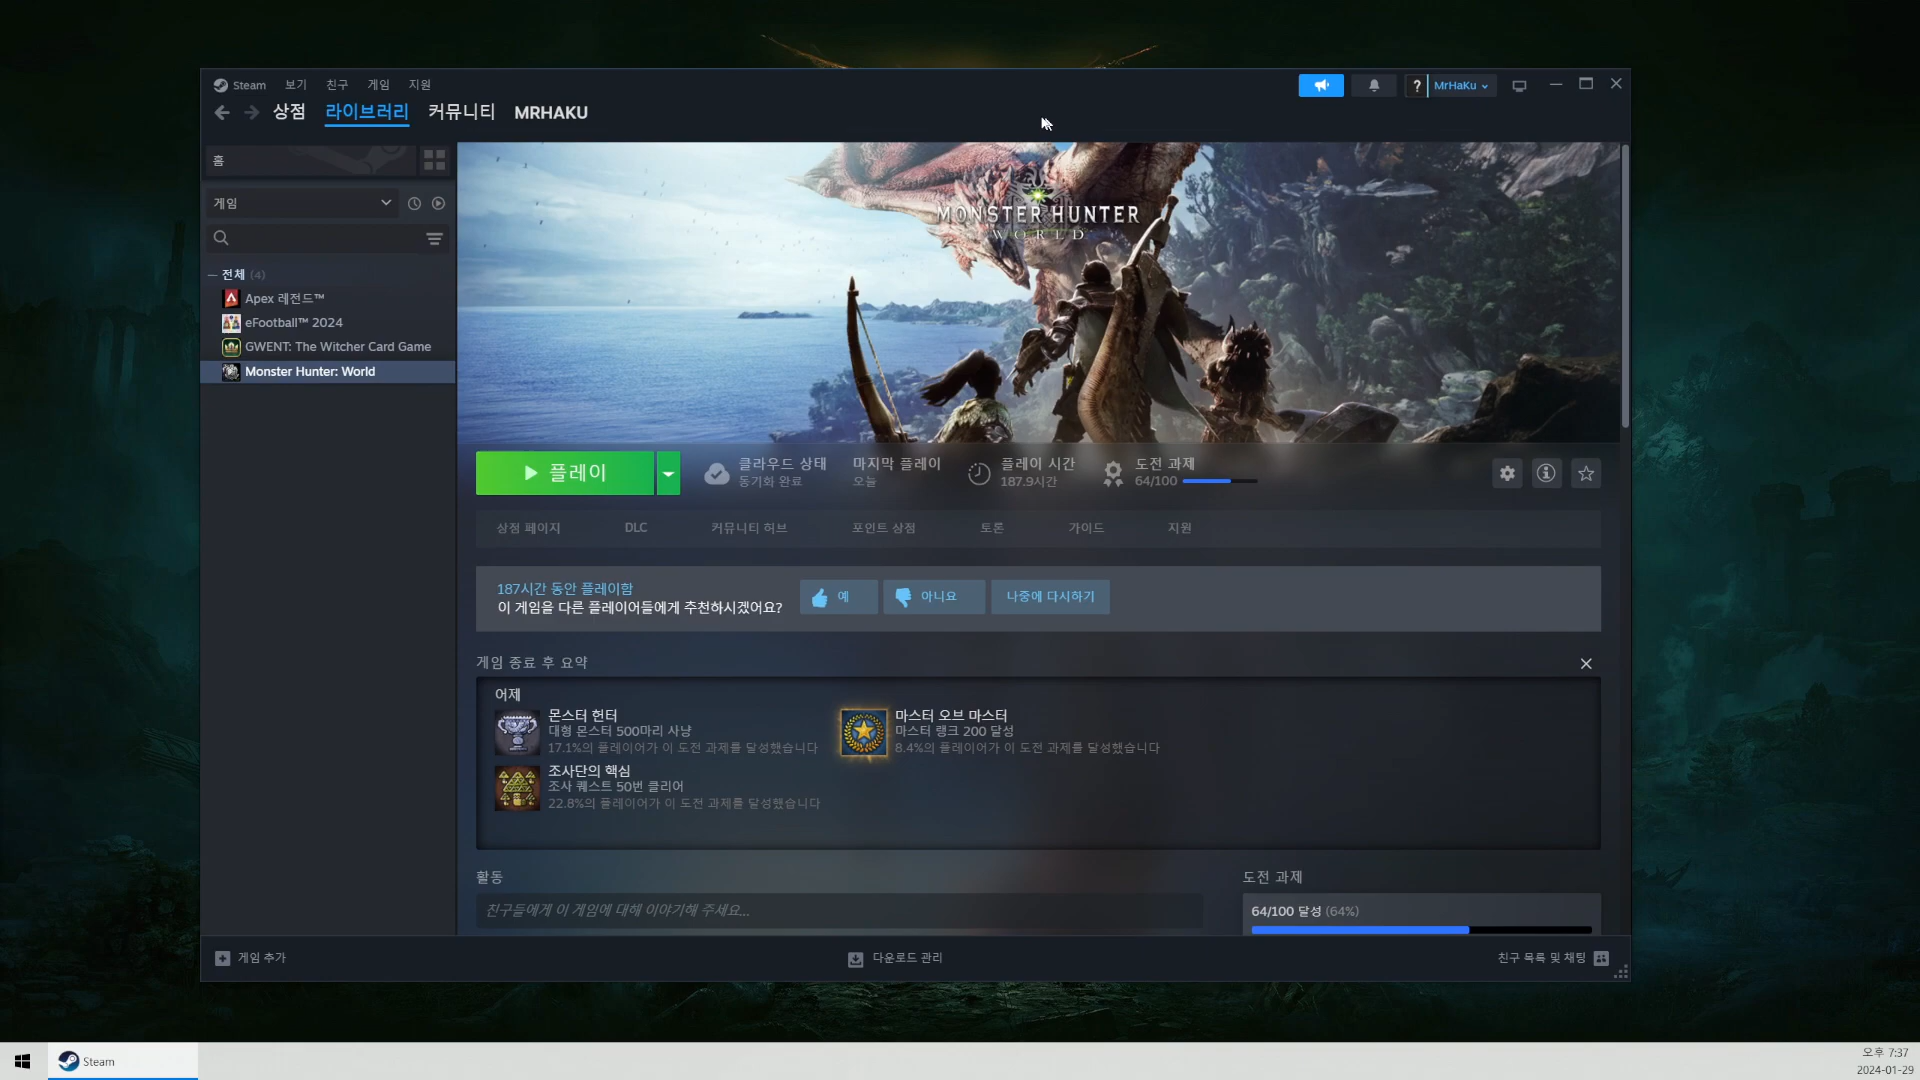 Steam 보기 친구 게임 지원
? MrHaKu
상점 라이브러리 커뮤니티 MRHAKU
홈
게임
전체 (4)
Apex 레전드™
eFootball™ 2024
GWENT: The Witcher Card Game
Monster Hunter: World
MONSTER HUNTER
WORLD
플레이
클라우드 상태
동기화 완료
마지막 플레이
오늘
플레이 시간
187.9시간
도전 과제
64/100
상점 페이지 DLC 커뮤니티 허브 포인트 상점 토론 가이드 지원
187시간 동안 플레이함
이 게임을 다른 플레이어들에게 추천하시겠어요?
예 아니요 나중에 다시하기
게임 종료 후 요약
어제
몬스터 헌터
대형 몬스터 500마리 사냥
17.1%의 플레이어가 이 도전 과제를 달성했습니다
마스터 오브 마스터
마스터 랭크 200 달성
8.4%의 플레이어가 이 도전 과제를 달성했습니다
조사단의 핵심
조사 퀘스트 50번 클리어
22.8%의 플레이어가 이 도전 과제를 달성했습니다
활동
친구들에게 이 게임에 대해 이야기해 주세요...
도전 과제
64/100 달성 (64%)
게임 추가
다운로드 관리
친구 목록 및 채팅
Steam
오후 7:37
2024-01-29